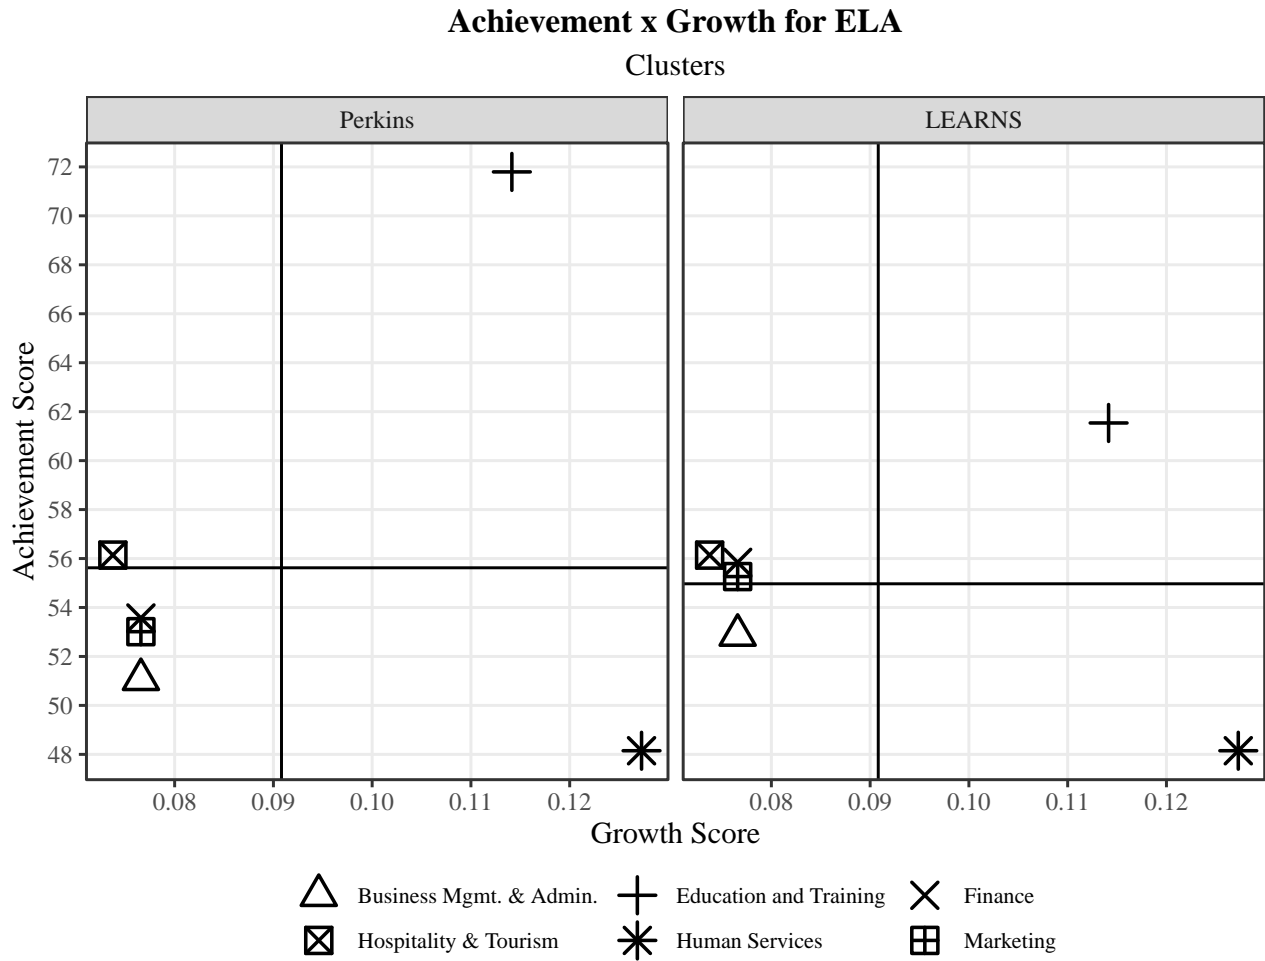 Achievement x Growth for ELA
Clusters
Perkins
LEARNS
Achievement Score
72
70
68
66
64
62
60
58
56
54
52
50
48
0.08 0.09 0.10 0.11 0.12
0.08 0.09 0.10 0.11 0.12
Growth Score
Business Mgmt. & Admin. Education and Training Finance
Hospitality & Tourism Human Services Marketing